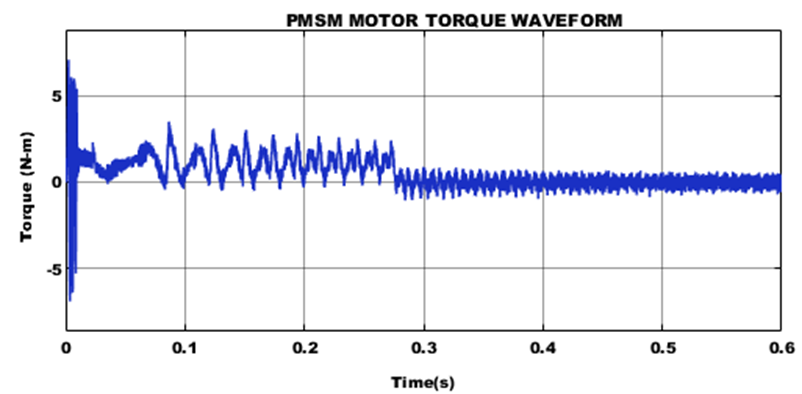 PMSM MOTOR TORQUE WAVEFORM
5
0
-5
Torque (N-m)
0 0.1 0.2 0.3 0.4 0.5 0.6
Time(s)